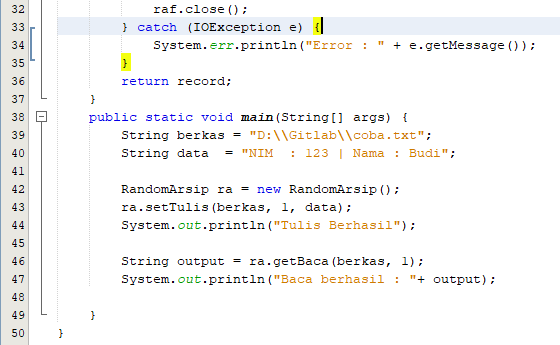 32 raf.close();
33 } catch (IOException e) {
34 System.err.println("Error : " + e.getMessage());
35 }
36 return record;
37 }
38 public static void main(String[] args) {
39 String berkas = "D:\\Gitlab\\coba.txt";
40 String data  = "NIM  : 123 | Nama : Budi";
41
42 RandomArsip ra = new RandomArsip();
43 ra.setTulis(berkas, 1, data);
44 System.out.println("Tulis Berhasil");
45
46 String output = ra.getBaca(berkas, 1);
47 System.out.println("Baca berhasil : "+ output);
48
49 }
50 }